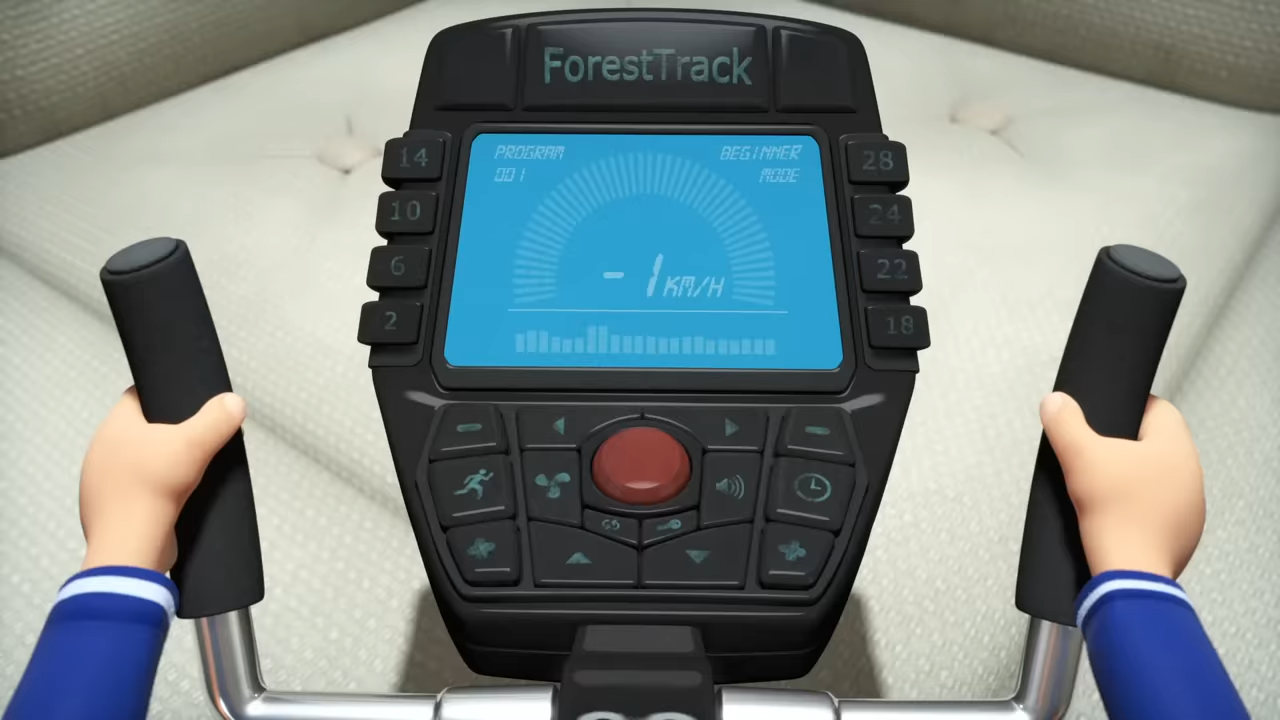 ForestTrack
PROGRAM
001
BEGINNER
MODE
14
10
6
2
28
24
22
18
-1 KM/H